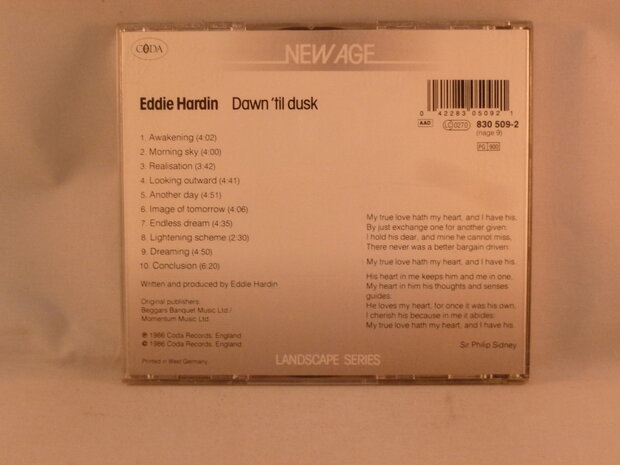 CODA
NEW AGE
Eddie Hardin Dawn 'til dusk
0 42283 05092 1
AAD
LC 0270
830 509-2
(nage 9)
PG 900
1. Awakening (4:02)
2. Morning sky (4:00)
3. Realisation (3:42)
4. Looking outward (4:41)
5. Another day (4:51)
6. Image of tomorrow (4:06)
7. Endless dream (4:35)
8. Lightening scheme (2:30)
9. Dreaming (4:50)
10. Conclusion (6:20)
Written and produced by Eddie Hardin
Original publishers:
Beggars Banquet Music Ltd /
Momentum Music Ltd.
℗ 1986 Coda Records, England
© 1986 Coda Records, England
Printed in West Germany
My true love hath my heart, and I have his,
By just exchange one for another given:
I hold his dear, and mine he cannot miss,
There never was a better bargain driven:
My true love hath my heart, and I have his.
His heart in me keeps him and me in one,
My heart in him his thoughts and senses
guides:
He loves my heart, for once it was his own,
I cherish his because in me it abides:
My true love hath my heart, and I have his.
Sir Philip Sidney
LANDSCAPE SERIES